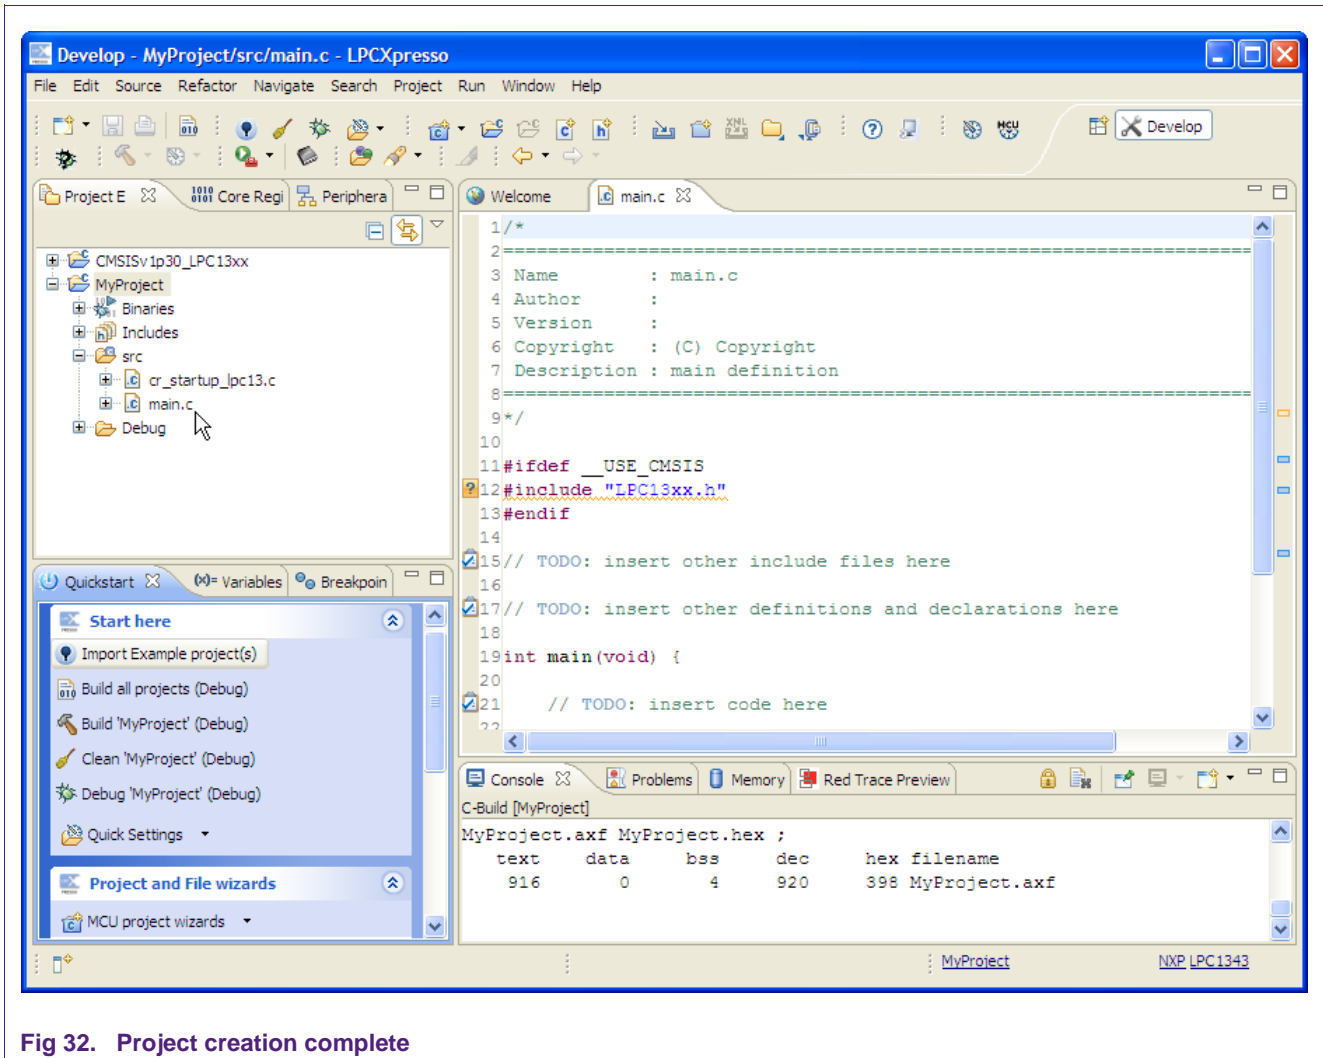 Develop - MyProject/src/main.c - LPCXpresso
File Edit Source Refactor Navigate Search Project Run Window Help
Develop
Project E
Core Regi
Periphera
CMSISv1p30_LPC13xx
MyProject
Binaries
Includes
src
cr_startup_lpc13.c
main.c
Debug
Welcome
main.c
1 /*
2 ==============================================================================
3 Name        : main.c
4 Author      :
5 Version     :
6 Copyright   : (C) Copyright
7 Description : main definition
8 ==============================================================================
9 */
10
11 #ifdef __USE_CMSIS
12 #include "LPC13xx.h"
13 #endif
14
15 // TODO: insert other include files here
16
17 // TODO: insert other definitions and declarations here
18
19 int main(void) {
20
21     // TODO: insert code here
22
Quickstart
(x)= Variables
Breakpoin
Start here
Import Example project(s)
Build all projects (Debug)
Build 'MyProject' (Debug)
Clean 'MyProject' (Debug)
Debug 'MyProject' (Debug)
Quick Settings
Project and File wizards
MCU project wizards
Console
Problems
Memory
Red Trace Preview
C-Build [MyProject]
MyProject.axf MyProject.hex ;
text data bss dec hex filename
916 0 4 920 398 MyProject.axf
MyProject
NXP LPC1343
Fig 32. Project creation complete